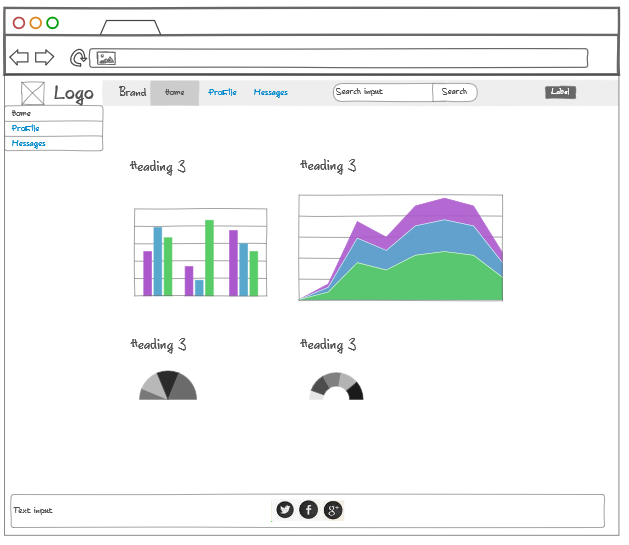 Logo
Brand Home Profile Messages Search input Search Label
Home
Profile
Messages
Heading 3 Heading 3
Heading 3 Heading 3
Text input
g+